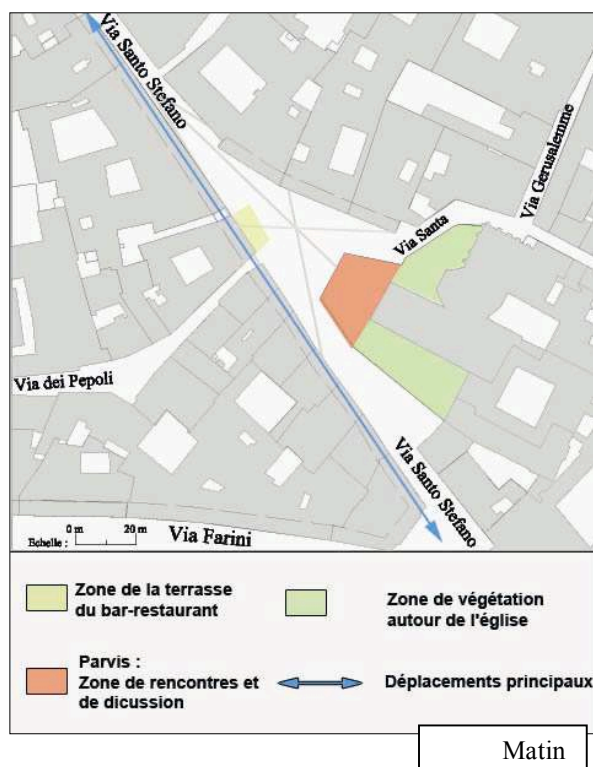 Via Santo Stefano
Via Gerusalemme
Via Santa
Via dei Pepoli
Via Santo Stefano
0 m 20 m
Echelle :
Via Farini
Zone de la terrasse
du bar-restaurant
Zone de végétation
autour de l'église
Parvis :
Zone de rencontres et
de dicussion
Déplacements principaux
Matin